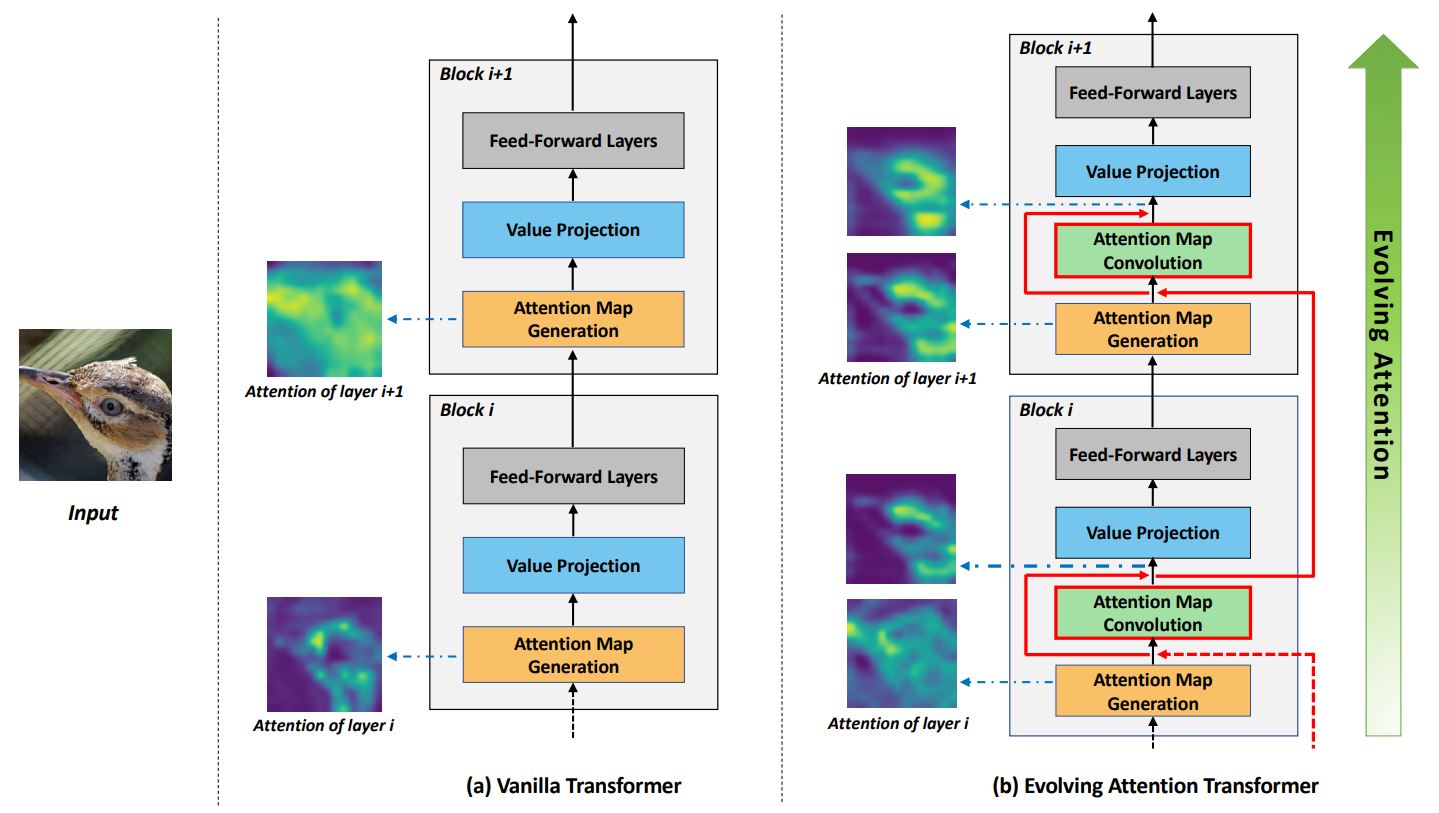 Input
Block i+1
Feed-Forward Layers
Value Projection
Attention Map
Generation
Attention of layer i+1
Block i
Feed-Forward Layers
Value Projection
Attention Map
Generation
Attention of layer i
(a) Vanilla Transformer
Block i+1
Feed-Forward Layers
Value Projection
Attention Map
Convolution
Attention Map
Generation
Attention of layer i+1
Block i
Feed-Forward Layers
Value Projection
Attention Map
Convolution
Attention Map
Generation
Attention of layer i
(b) Evolving Attention Transformer
Evolving Attention